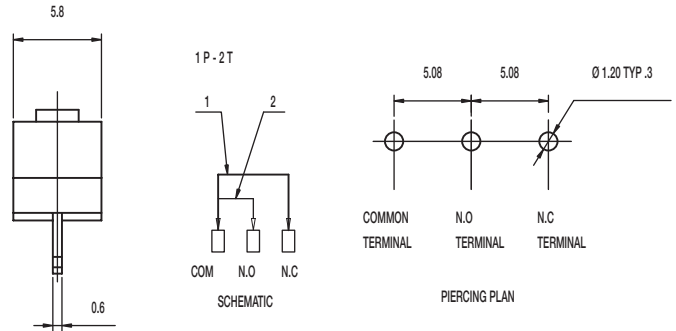 5.8
1 P - 2 T
1 2
COM N.O N.C
SCHEMATIC
0.6
5.08 5.08 Ø 1.20 TYP .3
COMMON TERMINAL
N.O TERMINAL
N.C TERMINAL
PIERCING PLAN